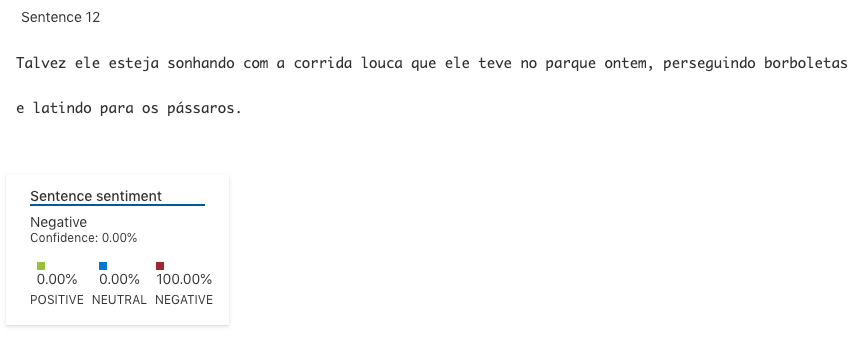 Sentence 12
Talvez ele esteja sonhando com a corrida louca que ele teve no parque ontem, perseguindo borboletas
e latindo para os pássaros.
Sentence sentiment
Negative
Confidence: 0.00%
0.00% 0.00% 100.00%
POSITIVE NEUTRAL NEGATIVE